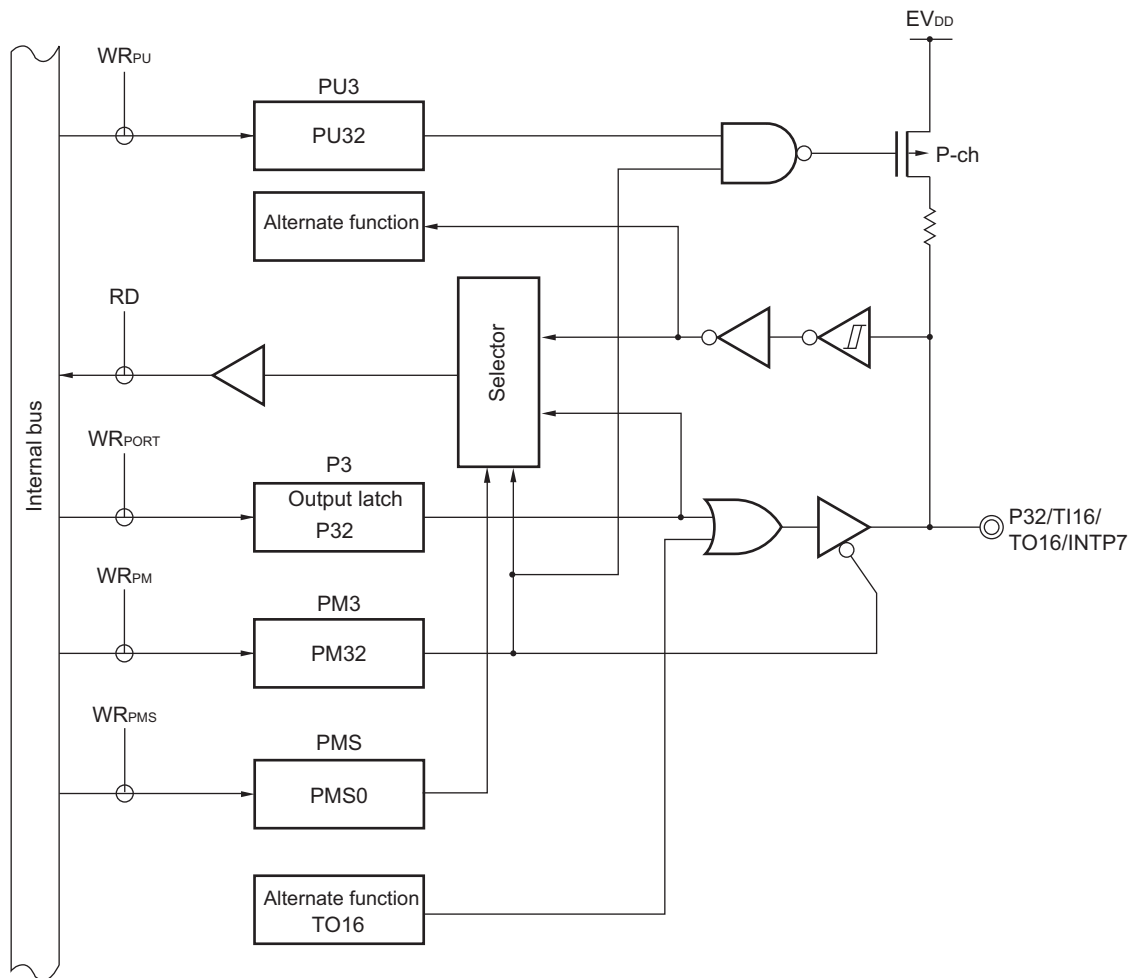 EVDD
WRPU
PU3
PU32
P-ch
Alternate function
RD
Selector
Internal bus
WRPORT
P3
Output latch
P32
P32/TI16/
TO16/INTP7
WRPM
PM3
PM32
WRPMS
PMS
PMS0
Alternate function
TO16